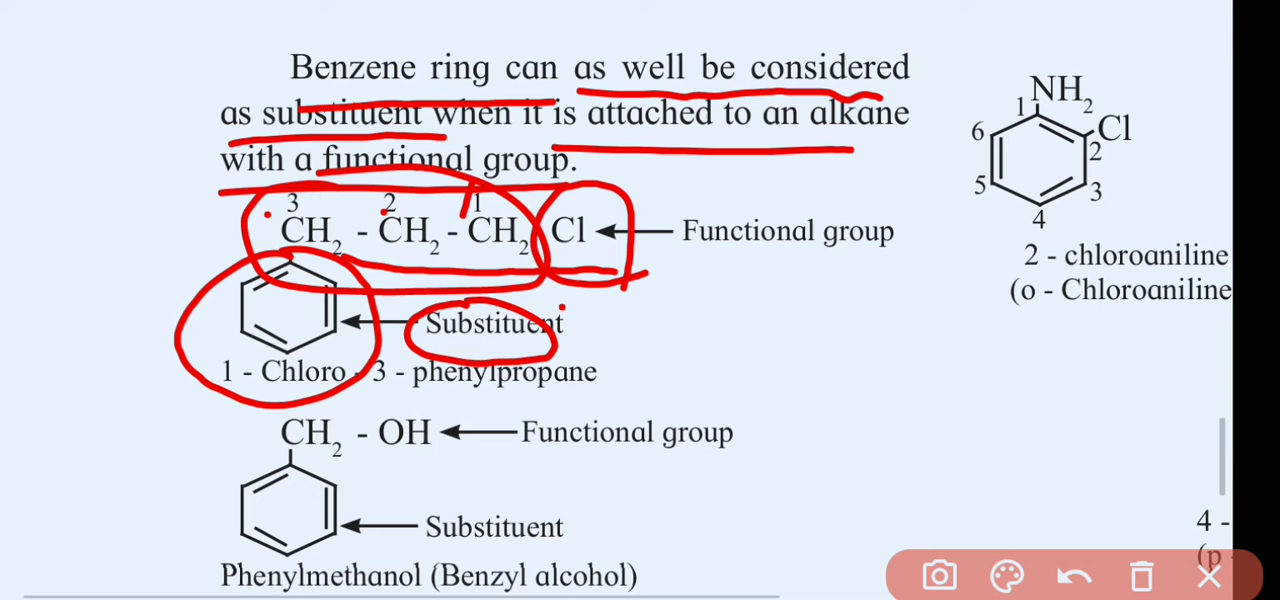 Benzene ring can as well be considered
as substituent when it is attached to an alkane
with a functional group.
3 2 1
CH2 - CH2 - CH2 Cl ← Functional group
← Substituent
1 - Chloro - 3 - phenylpropane
CH2 - OH ← Functional group
← Substituent
Phenylmethanol (Benzyl alcohol)
NH2
1
Cl
6
2
5
3
4
2 - chloroaniline
(o - Chloroaniline
4 -
(p